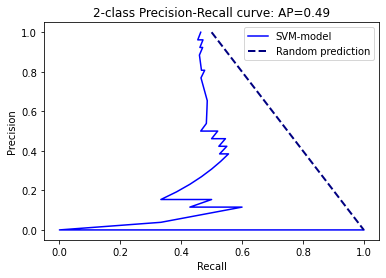 2-class Precision-Recall curve: AP=0.49
SVM-model
Random prediction
1.0
0.8
0.6
0.4
0.2
0.0
Precision
0.0 0.2 0.4 0.6 0.8 1.0
Recall